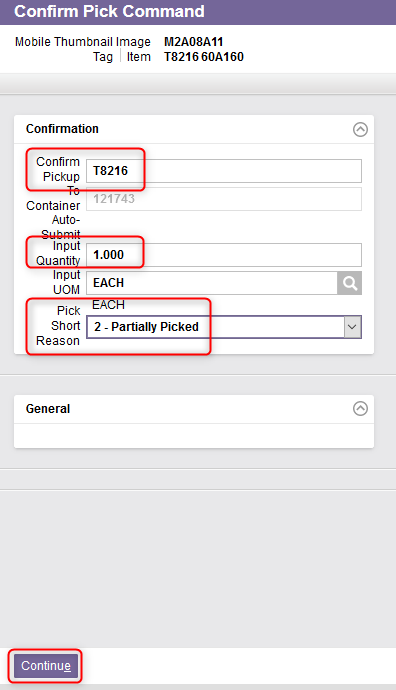 Confirm Pick Command
Mobile Thumbnail Image M2A08A11
Tag Item T8216 60A160
Confirmation
Confirm
Pickup
T8216
To
Container
121743
Auto-
Submit
Input
Quantity
1.000
Input
UOM
EACH
EACH
Pick
Short
Reason
2 - Partially Picked
General
Continue